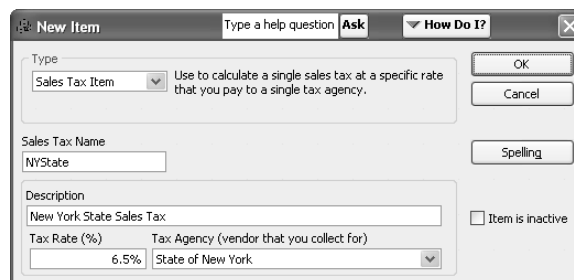 New Item
Type a help question Ask
How Do I?
Type
Sales Tax Item
Use to calculate a single sales tax at a specific rate
that you pay to a single tax agency.
OK
Cancel
Sales Tax Name
NYState
Spelling
Description
New York State Sales Tax
Item is inactive
Tax Rate (%) Tax Agency (vendor that you collect for)
6.5% State of New York